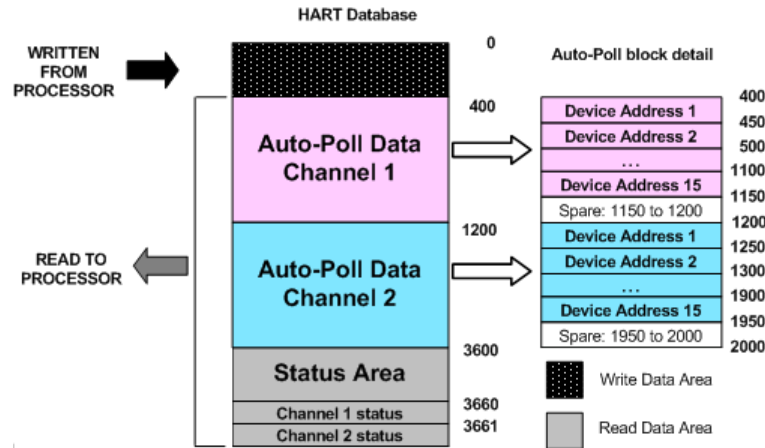 HART Database
WRITTEN
FROM
PROCESSOR
READ TO
PROCESSOR
0
400
Auto-Poll Data
Channel 1
1200
Auto-Poll Data
Channel 2
3600
Status Area
3660
Channel 1 status
3661
Channel 2 status
Auto-Poll block detail
400
Device Address 1
450
Device Address 2
500
...
1100
Device Address 15
1150
Spare: 1150 to 1200
1200
Device Address 1
1250
Device Address 2
1300
...
1900
Device Address 15
1950
Spare: 1950 to 2000
2000
Write Data Area
Read Data Area